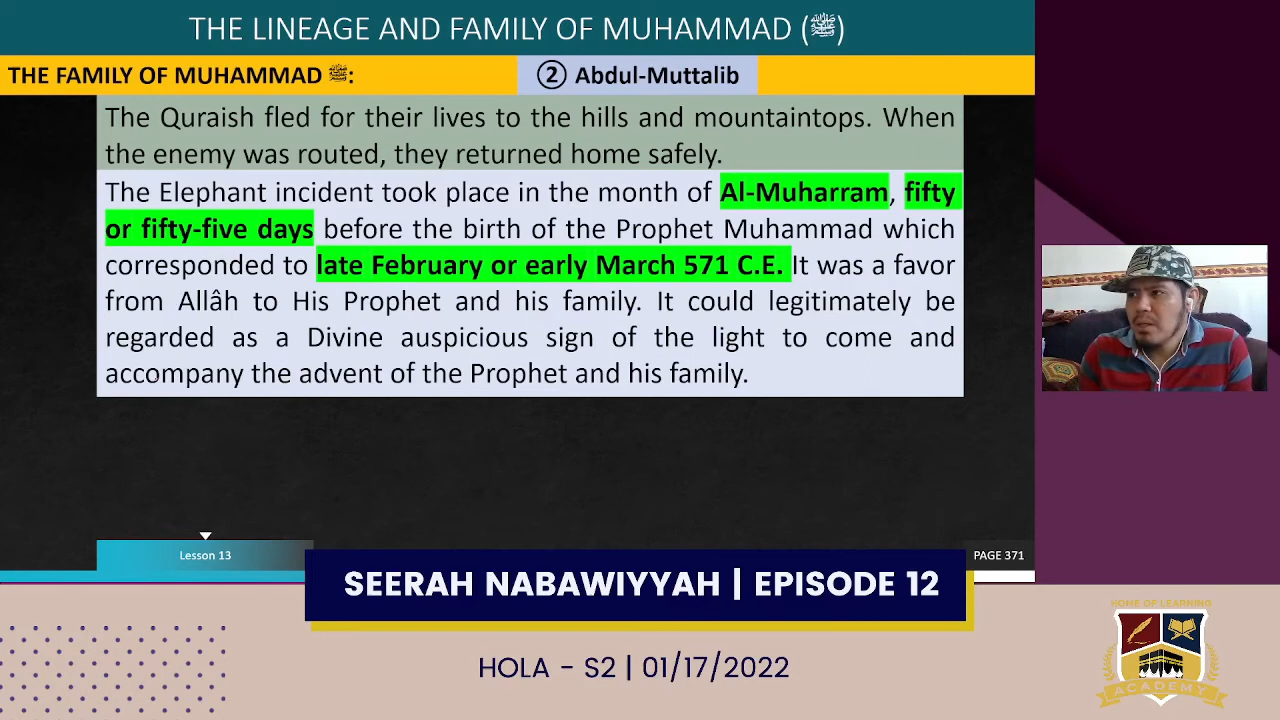 THE LINEAGE AND FAMILY OF MUHAMMAD (ﷺ)
THE FAMILY OF MUHAMMAD ﷺ:
② Abdul-Muttalib
The Quraish fled for their lives to the hills and mountaintops. When
the enemy was routed, they returned home safely.
The Elephant incident took place in the month of Al-Muharram, fifty
or fifty-five days before the birth of the Prophet Muhammad which
corresponded to late February or early March 571 C.E. It was a favor
from Allâh to His Prophet and his family. It could legitimately be
regarded as a Divine auspicious sign of the light to come and
accompany the advent of the Prophet and his family.
Lesson 13
PAGE 371
SEERAH NABAWIYYAH | EPISODE 12
HOLA - S2 | 01/17/2022
HOME OF LEARNING
ACADEMY